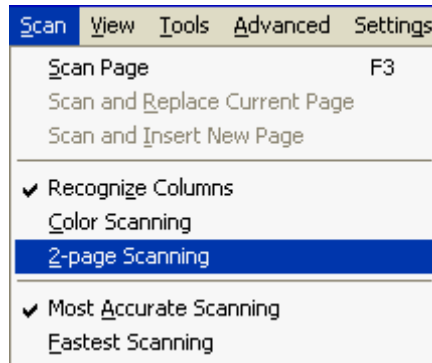 Scan View Tools Advanced Settings
Scan Page F3
Scan and Replace Current Page
Scan and Insert New Page
Recognize Columns
Color Scanning
2-page Scanning
Most Accurate Scanning
Fastest Scanning